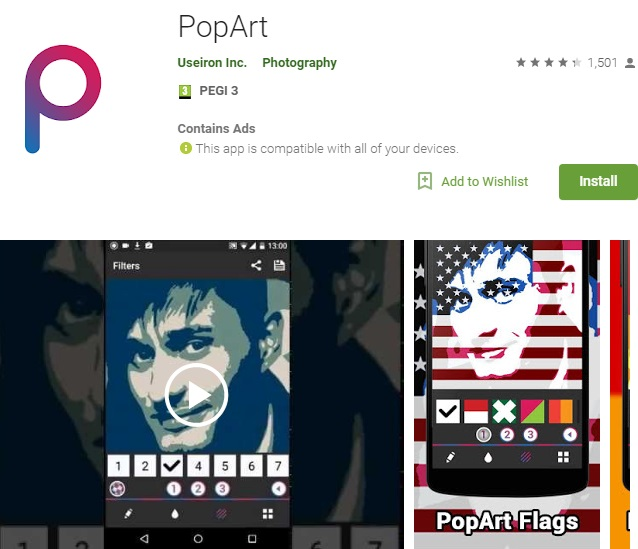 PopArt
Useiron Inc. Photography
1,501
3 PEGI 3
Contains Ads
This app is compatible with all of your devices.
Add to Wishlist
Install
13:00
Filters
1 2 4 5 6 7
1 2 3
1 2 3
PopArt Flags